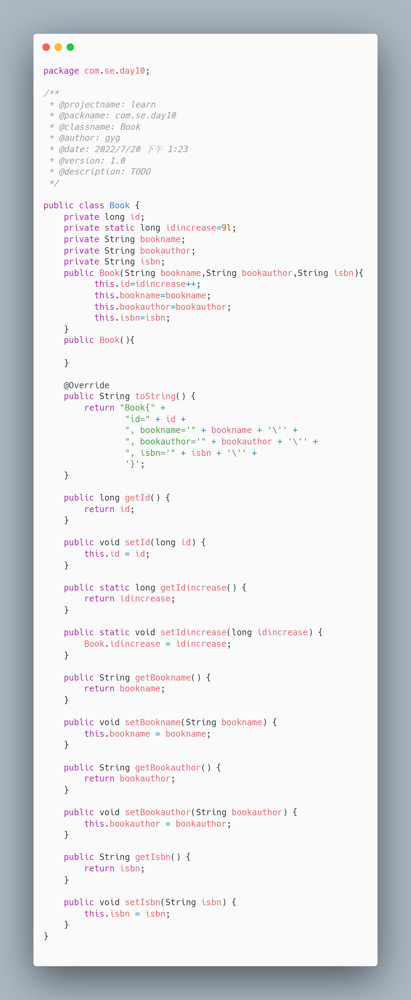 package com.se.day10;

/**
 * @projectname: learn
 * @packname: com.se.day10
 * @classname: Book
 * @author: gyg
 * @date: 2022/7/20 下午 1:23
 * @version: 1.0
 * @description: TODO
 */

public class Book {
    private long id;
    private static long idincrease=9l;
    private String bookname;
    private String bookauthor;
    private String isbn;
    public Book(String bookname,String bookauthor,String isbn){
          this.id=idincrease++;
          this.bookname=bookname;
          this.bookauthor=bookauthor;
          this.isbn=isbn;
    }
    public Book(){

    }

    @Override
    public String toString() {
        return "Book{" +
                "id=" + id +
                ", bookname='" + bookname + '\'' +
                ", bookauthor='" + bookauthor + '\'' +
                ", isbn='" + isbn + '\'' +
                '}';
    }

    public long getId() {
        return id;
    }

    public void setId(long id) {
        this.id = id;
    }

    public static long getIdincrease() {
        return idincrease;
    }

    public static void setIdincrease(long idincrease) {
        Book.idincrease = idincrease;
    }

    public String getBookname() {
        return bookname;
    }

    public void setBookname(String bookname) {
        this.bookname = bookname;
    }

    public String getBookauthor() {
        return bookauthor;
    }

    public void setBookauthor(String bookauthor) {
        this.bookauthor = bookauthor;
    }

    public String getIsbn() {
        return isbn;
    }

    public void setIsbn(String isbn) {
        this.isbn = isbn;
    }
}